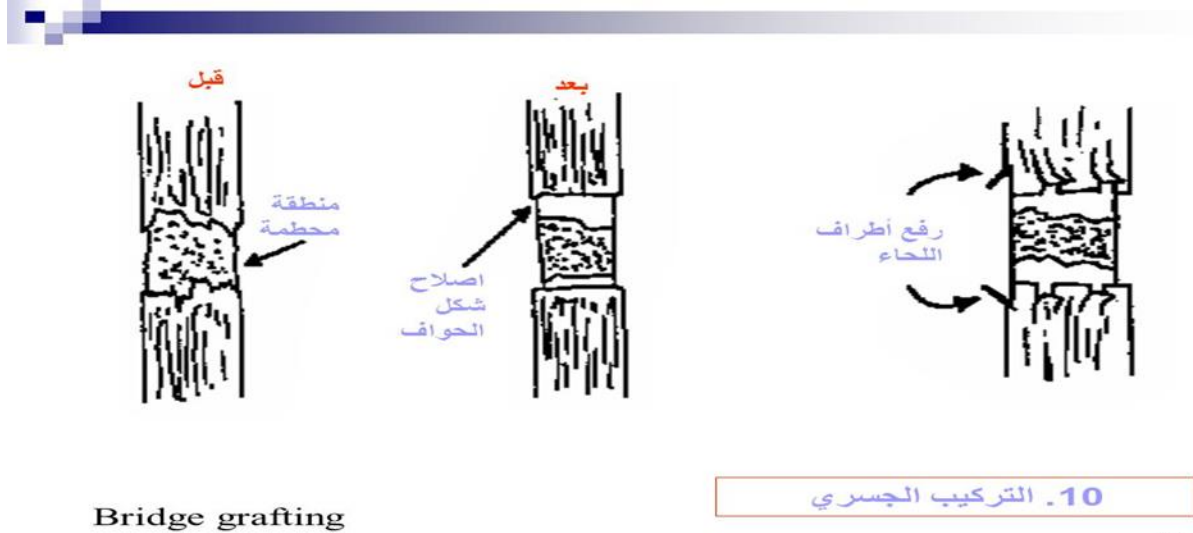 قبل
بعد
منطقة
محطمة
اصلاح
شكل
الحواف
رفع أطراف
اللحاء
10. التركيب الجسري
Bridge grafting